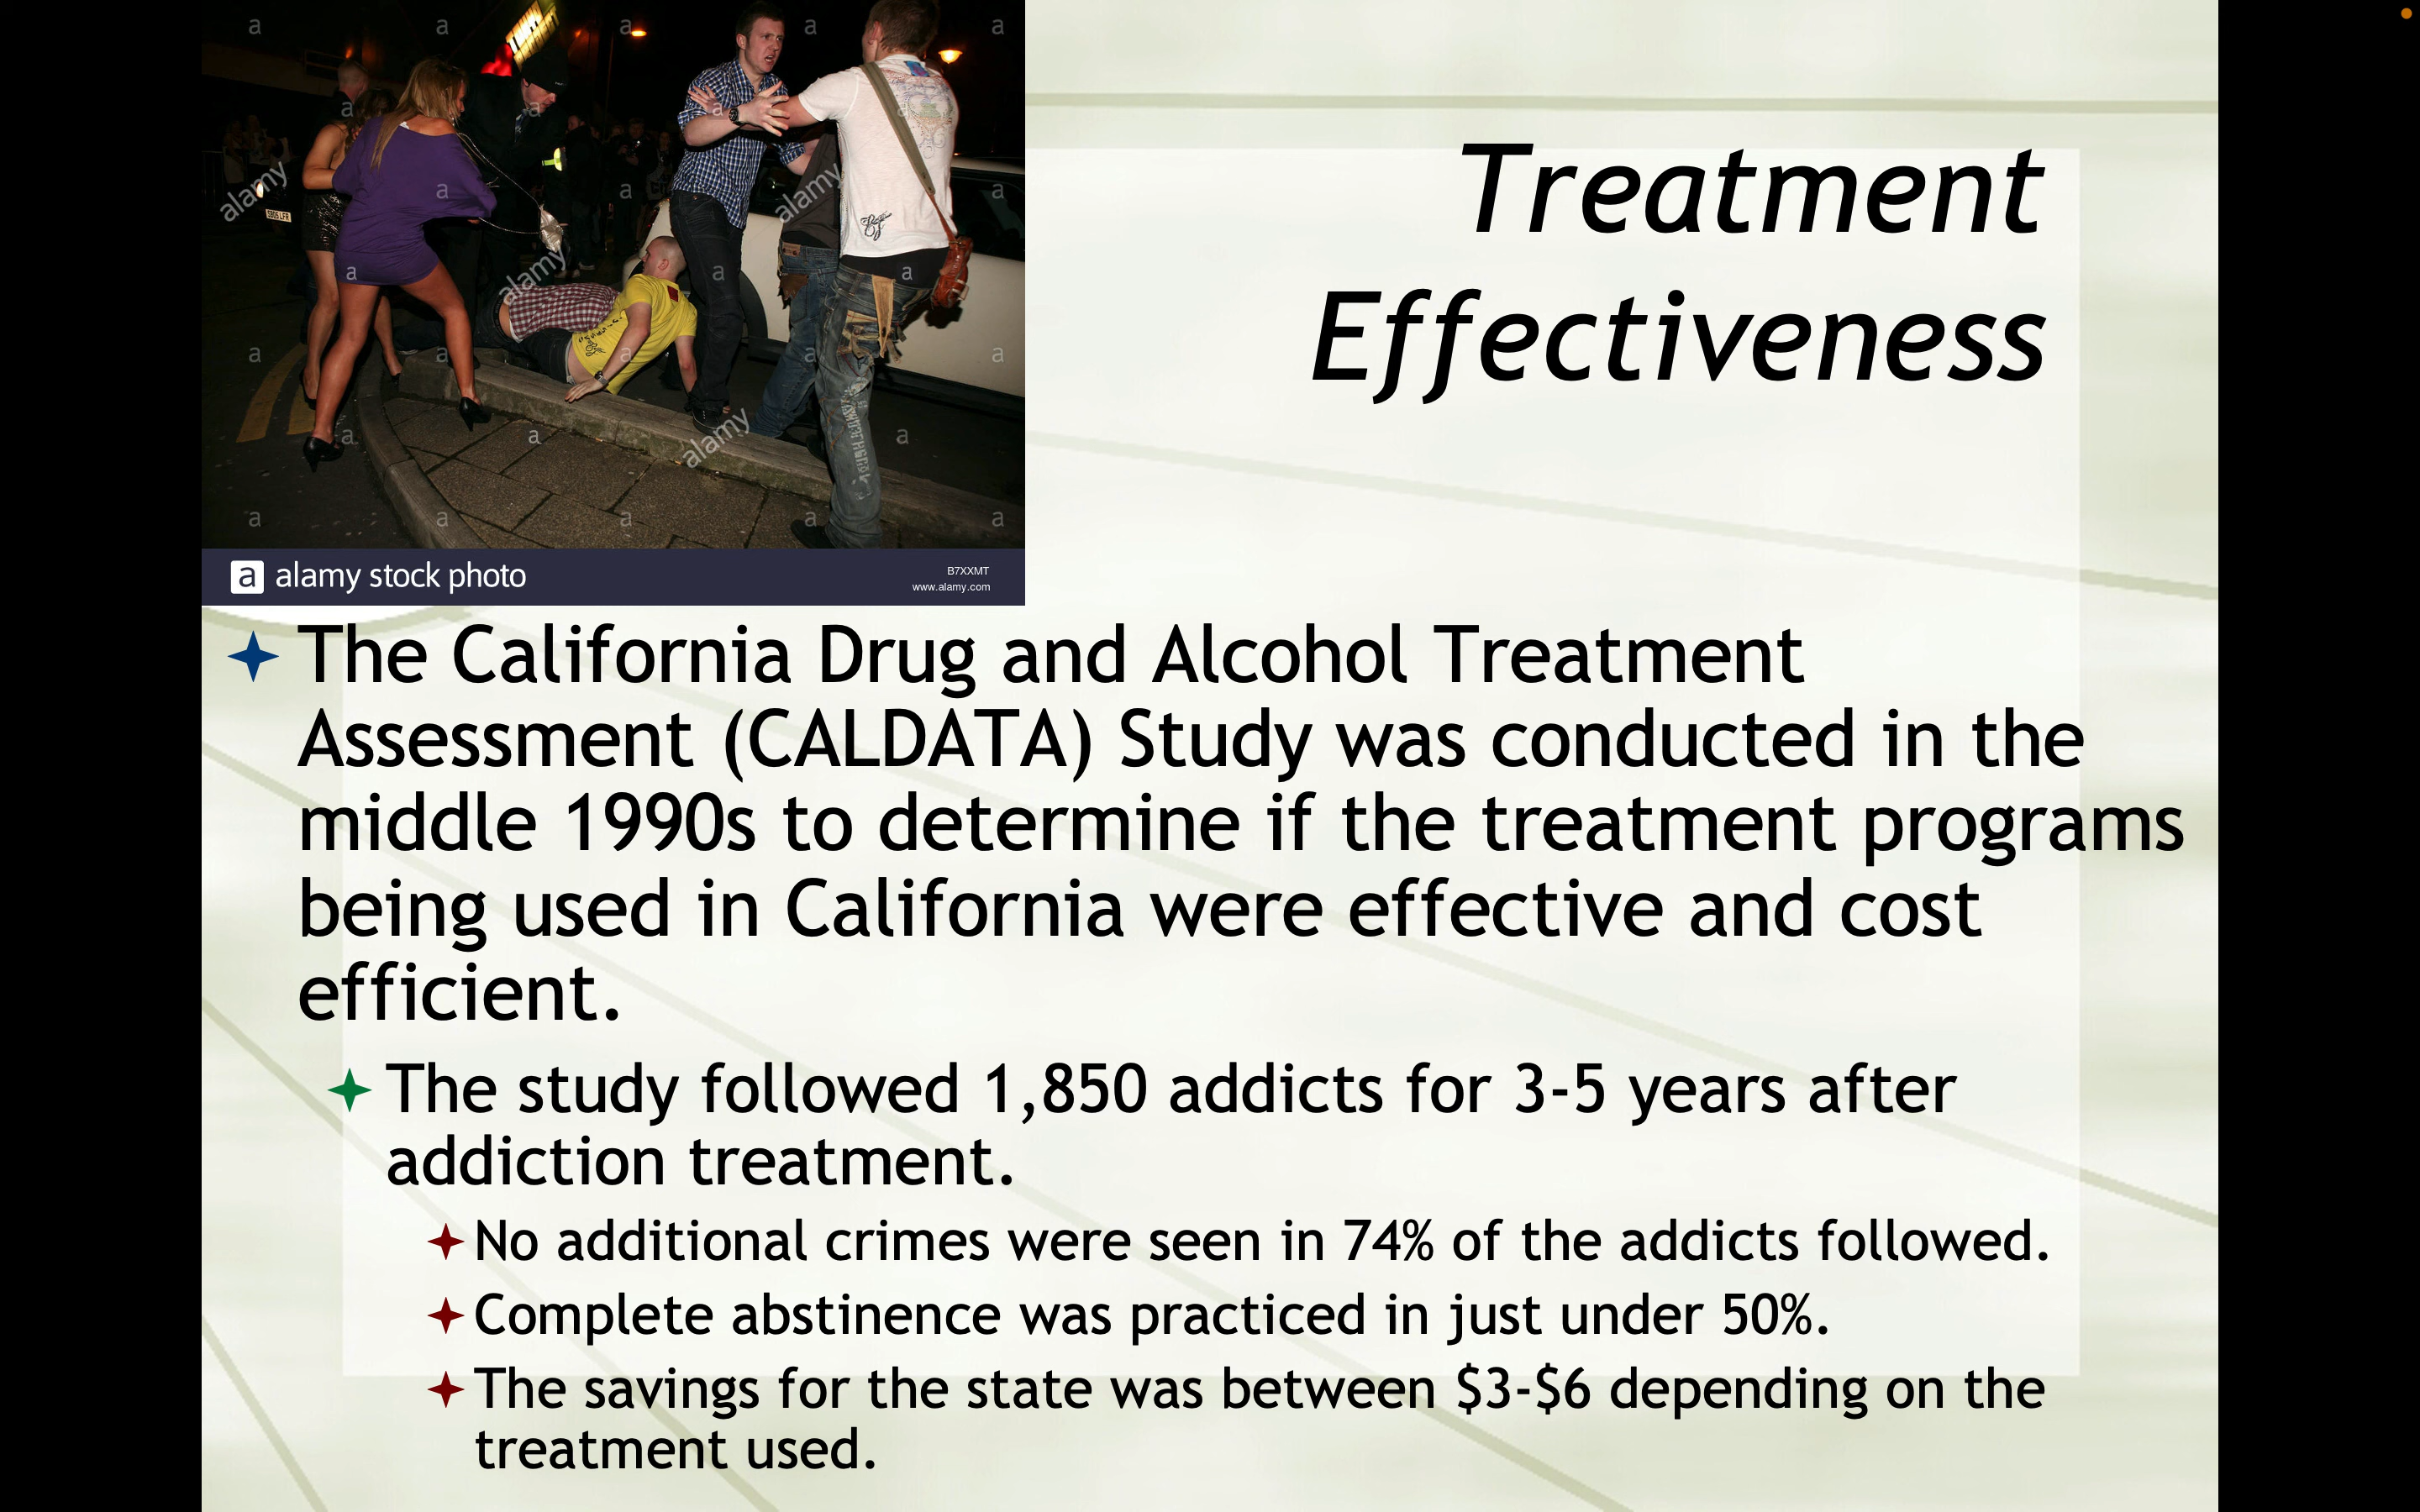 Treatment
Effectiveness
alamy
alamy
alamy
alamy
a alamy stock photo
B7XXMT
www.alamy.com
The California Drug and Alcohol Treatment
Assessment (CALDATA) Study was conducted in the
middle 1990s to determine if the treatment programs
being used in California were effective and cost
efficient.
The study followed 1,850 addicts for 3-5 years after
addiction treatment.
No additional crimes were seen in 74% of the addicts followed.
Complete abstinence was practiced in just under 50%.
The savings for the state was between $3-$6 depending on the
treatment used.